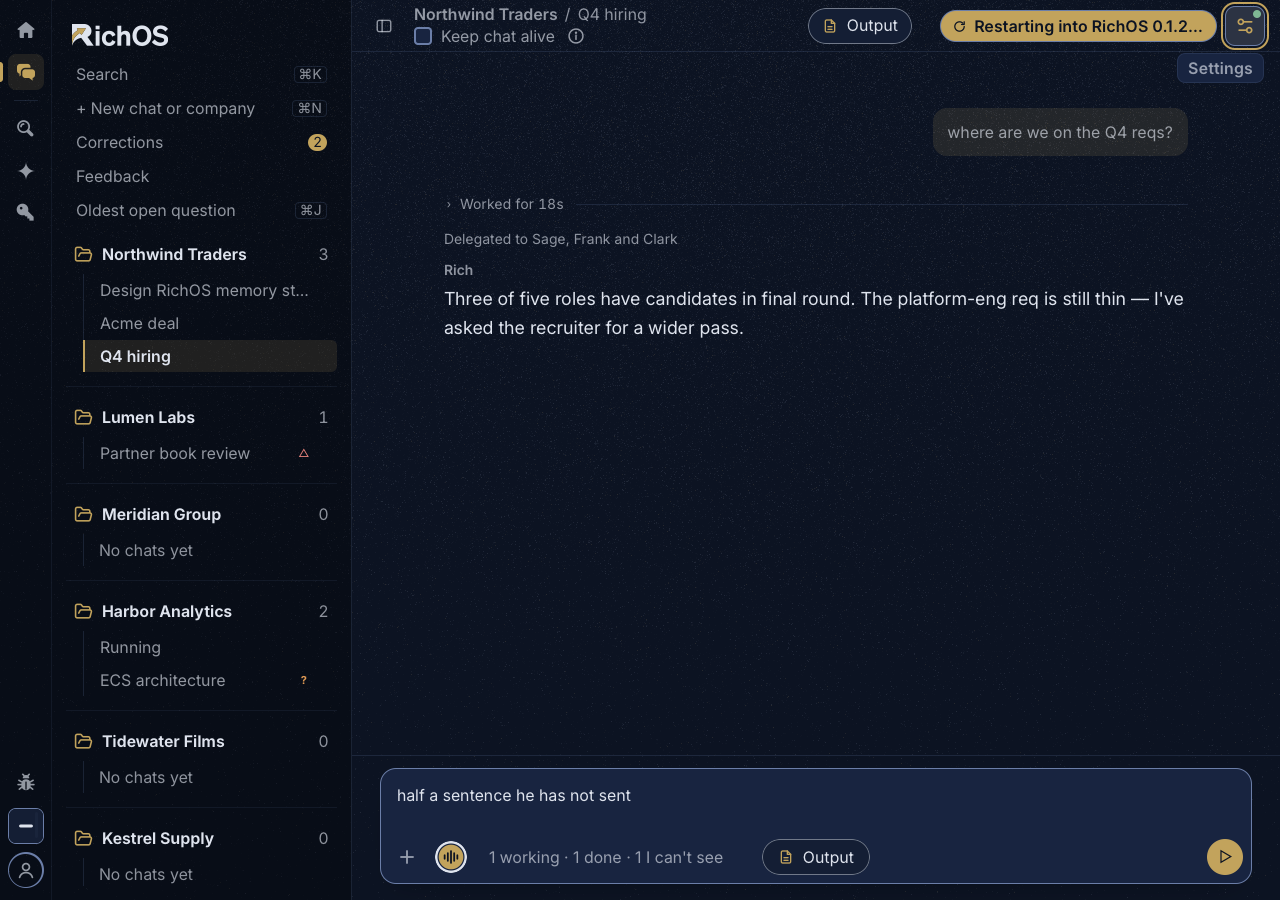 RichOS
Search ⌘K
+ New chat or company ⌘N
Corrections 2
Feedback
Oldest open question ⌘J
Northwind Traders 3
Design RichOS memory st...
Acme deal
Q4 hiring
Lumen Labs 1
Partner book review
Meridian Group 0
No chats yet
Harbor Analytics 2
Running
ECS architecture ?
Tidewater Films 0
No chats yet
Kestrel Supply 0
No chats yet
Northwind Traders / Q4 hiring
Keep chat alive
Output
Restarting into RichOS 0.1.2...
Settings
where are we on the Q4 reqs?
› Worked for 18s
Delegated to Sage, Frank and Clark
Rich
Three of five roles have candidates in final round. The platform-eng req is still thin — I've
asked the recruiter for a wider pass.
half a sentence he has not sent
1 working · 1 done · 1 I can't see
Output